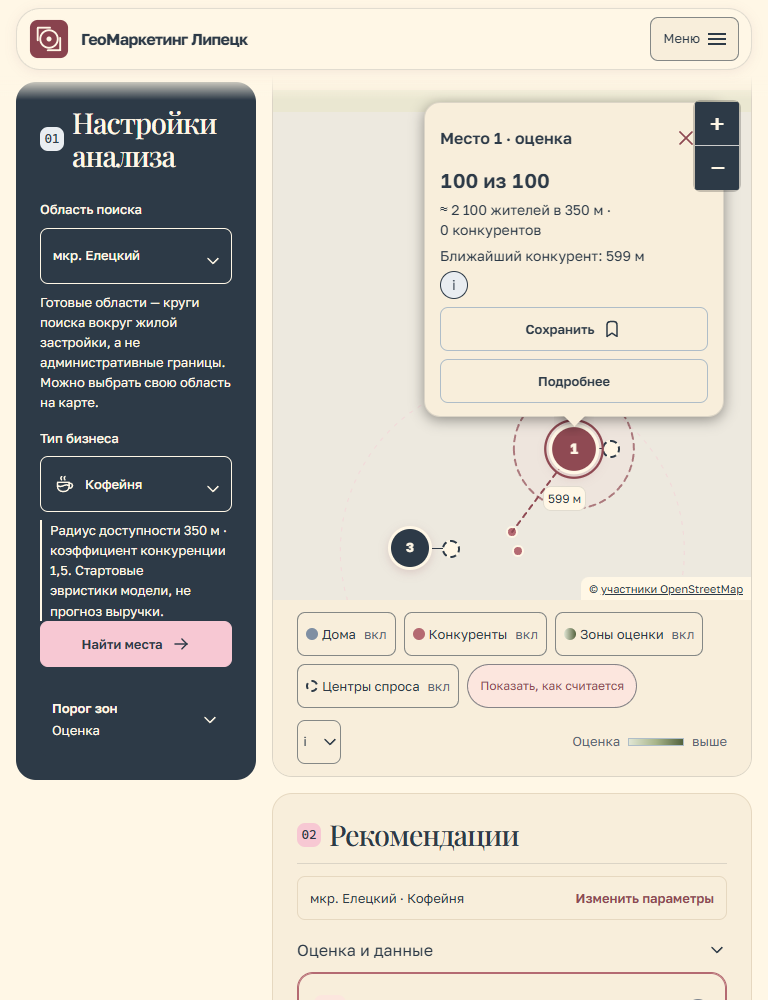 ГеоМаркетинг Липецк
Меню
01
Настройки
анализа
Область поиска
мкр. Елецкий
Готовые области — круги
поиска вокруг жилой
застройки, а не
административные границы.
Можно выбрать свою область
на карте.
Тип бизнеса
Кофейня
Радиус доступности 350 м ·
коэффициент конкуренции
1,5. Стартовые
эвристики модели, не
прогноз выручки.
Найти места
Порог зон
Оценка
Место 1 · оценка
100 из 100
≈ 2 100 жителей в 350 м ·
0 конкурентов
Ближайший конкурент: 599 м
i
Сохранить
Подробнее
+
−
1
599 м
3
© участники OpenStreetMap
Дома вкл
Конкуренты вкл
Зоны оценки вкл
Центры спроса вкл
Показать, как считается
i
Оценка
выше
02
Рекомендации
мкр. Елецкий · Кофейня
Изменить параметры
Оценка и данные